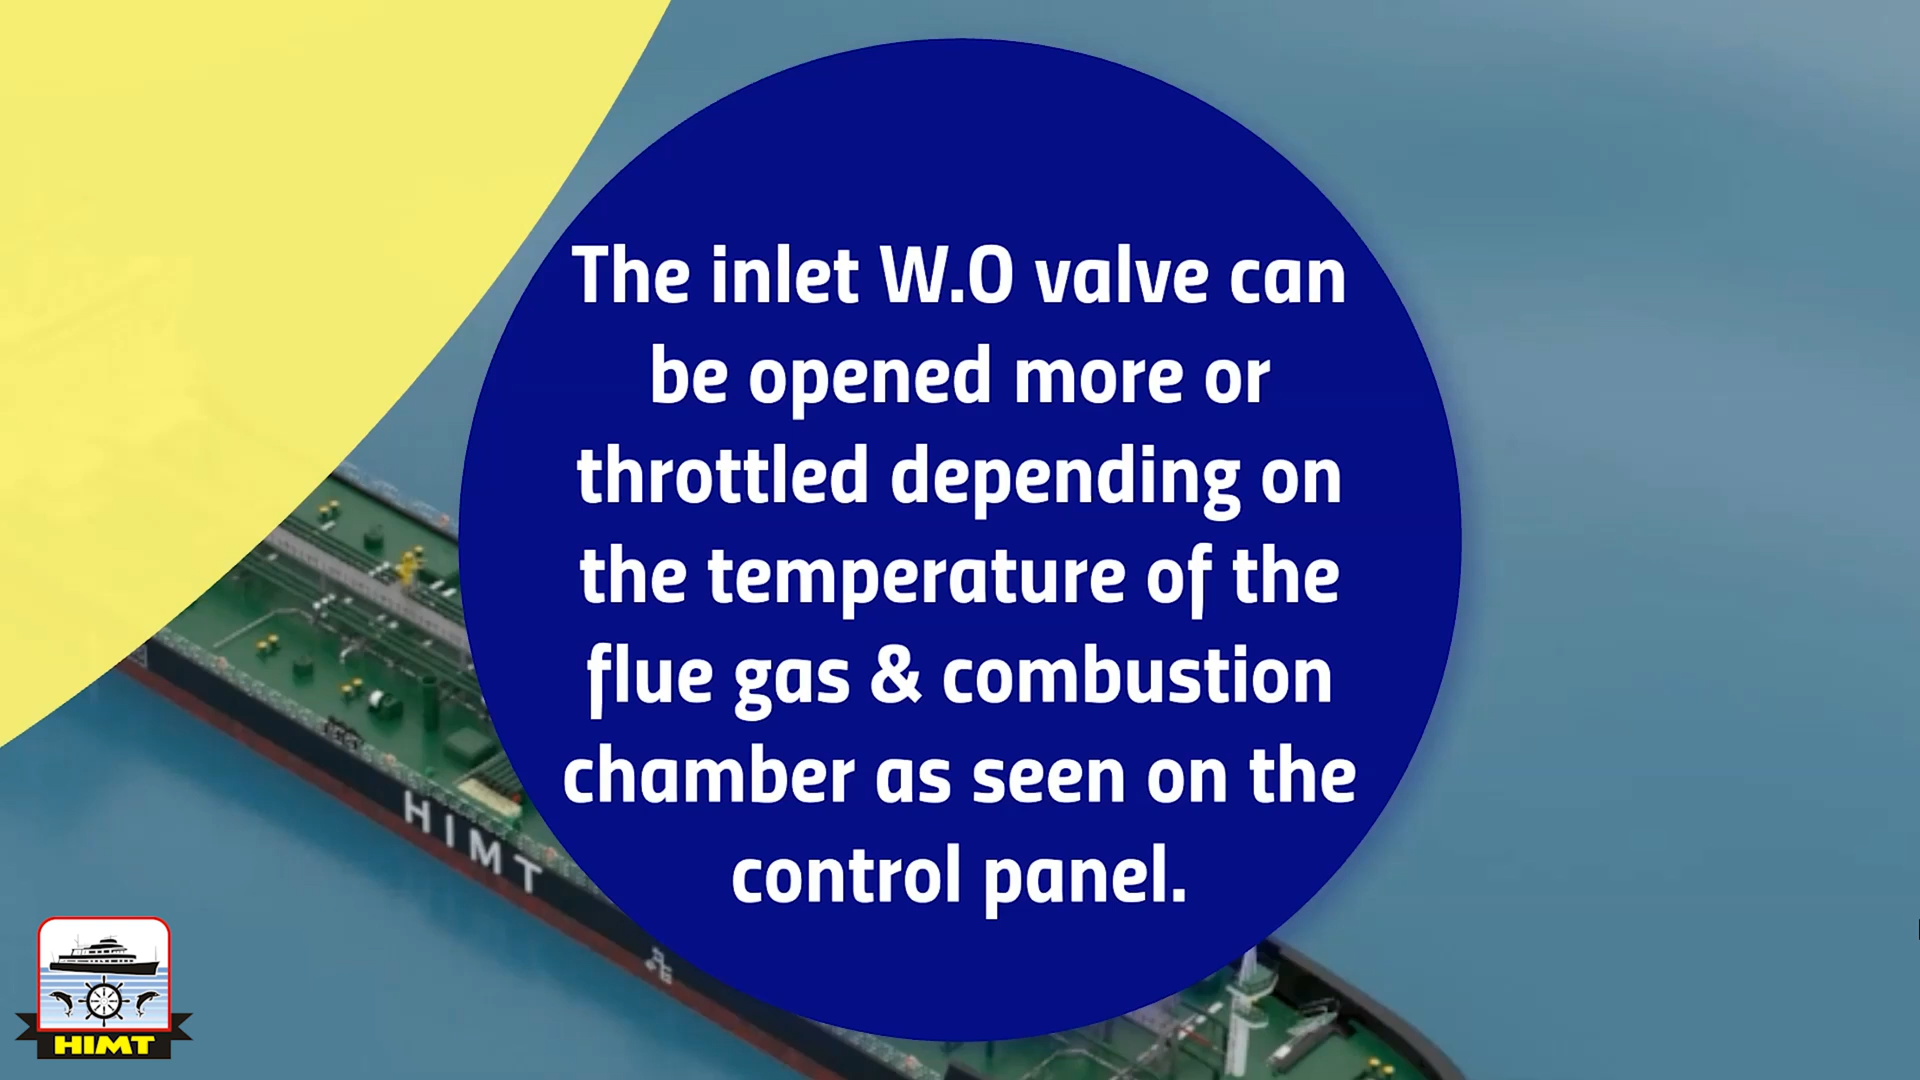 The inlet W.O valve can
be opened more or
throttled depending on
the temperature of the
flue gas & combustion
chamber as seen on the
control panel.
HIMT
HIMT